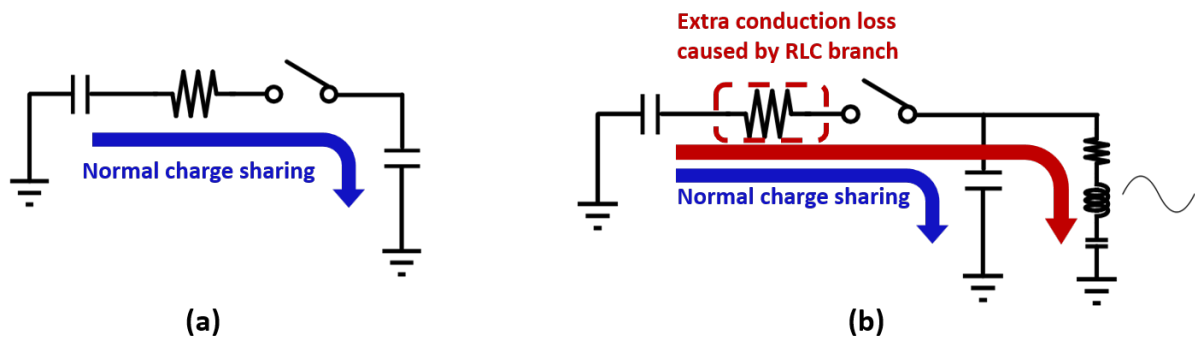 Normal charge sharing
(a)
Extra conduction loss
caused by RLC branch
Normal charge sharing
(b)